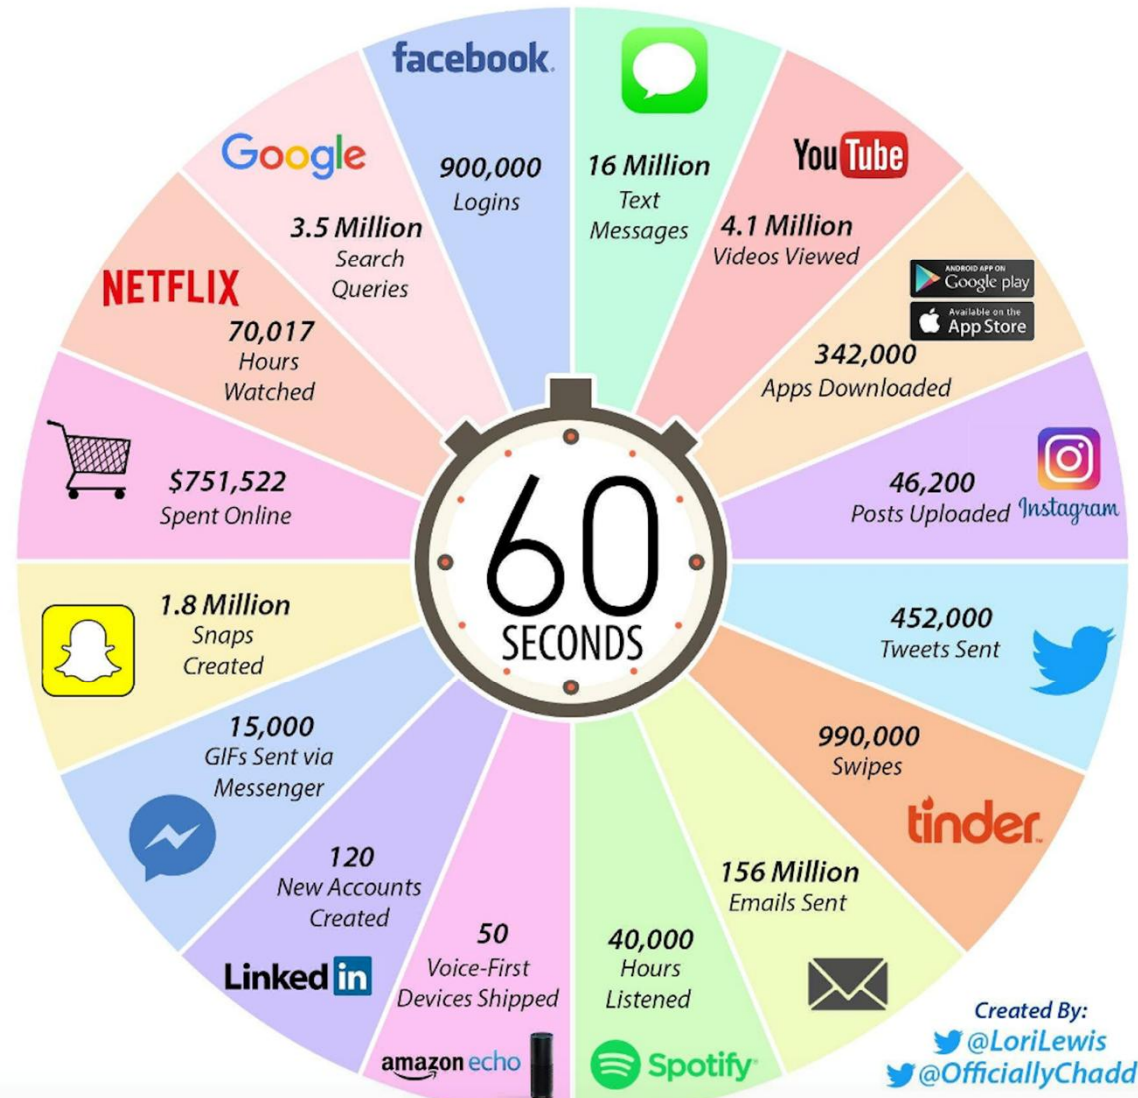 facebook
900,000
Logins
16 Million
Text
Messages
YouTube
4.1 Million
Videos Viewed
ANDROID APP ON
Google play
Available on the
App Store
342,000
Apps Downloaded
46,200
Posts Uploaded
Instagram
452,000
Tweets Sent
990,000
Swipes
tinder
156 Million
Emails Sent
40,000
Hours
Listened
Spotify
50
Voice-First
Devices Shipped
amazon echo
120
New Accounts
Created
Linked in
15,000
GIFs Sent via
Messenger
1.8 Million
Snaps
Created
$751,522
Spent Online
NETFLIX
70,017
Hours
Watched
Google
3.5 Million
Search
Queries
60
SECONDS
Created By:
@LoriLewis
@OfficiallyChadd